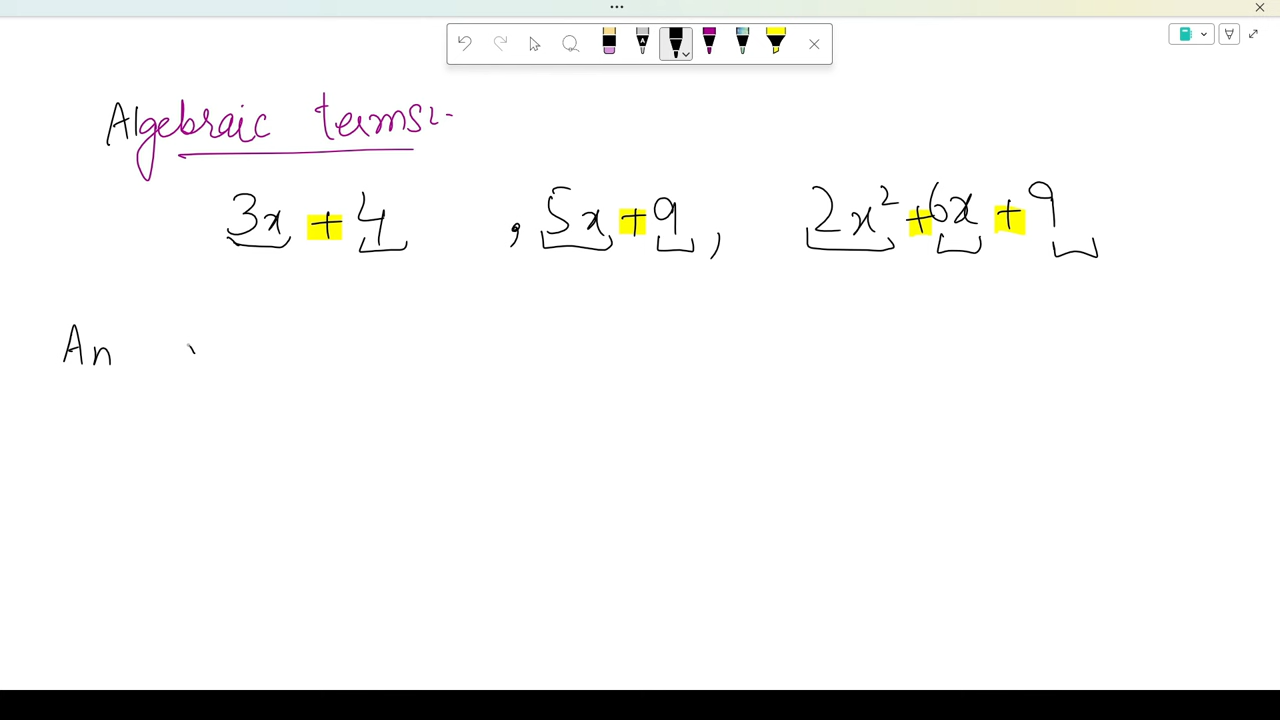 Algebraic terms:-
3x + 4 , 5x + 9 , 2x² + 6x + 9
An